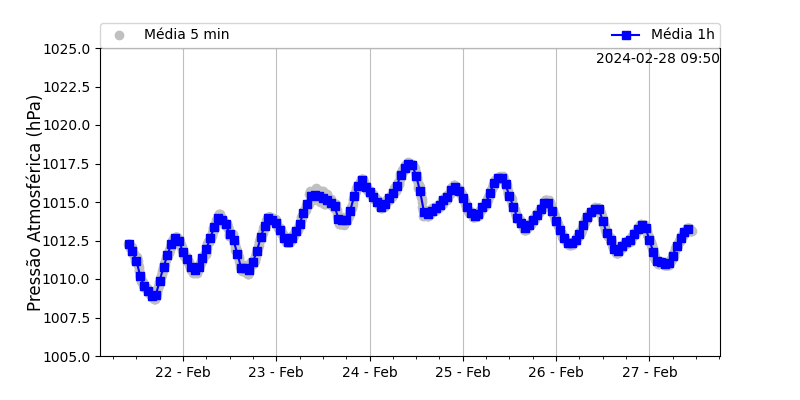 Média 5 min
Média 1h
2024-02-28 09:50
Pressão Atmosférica (hPa)
1025.0
1022.5
1020.0
1017.5
1015.0
1012.5
1010.0
1007.5
1005.0
22 - Feb
23 - Feb
24 - Feb
25 - Feb
26 - Feb
27 - Feb